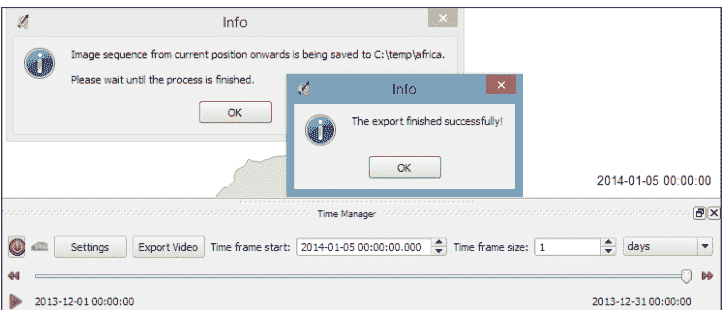 Info
Image sequence from current position onwards is being saved to C:\temp\africa.
Please wait until the process is finished.
OK
Info
The export finished successfully!
OK
2014-01-05 00:00:00
Time Manager
Settings Export Video Time frame start: 2014-01-05 00:00:00.000 Time frame size: 1 days
2013-12-01 00:00:00 2013-12-31 00:00:00